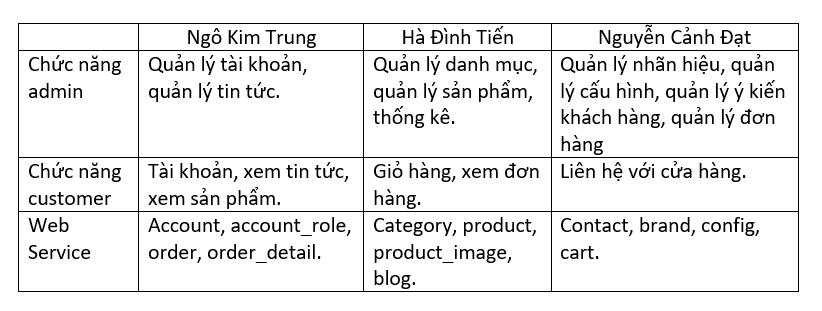 Ngô Kim Trung
Hà Đình Tiến
Nguyễn Cảnh Đạt
Chức năng
admin
Quản lý tài khoản,
quản lý tin tức.
Quản lý danh mục,
quản lý sản phẩm,
thống kê.
Quản lý nhãn hiệu, quản
lý cấu hình, quản lý ý kiến
khách hàng, quản lý đơn
hàng
Chức năng
customer
Tài khoản, xem tin tức,
xem sản phẩm.
Giỏ hàng, xem đơn
hàng.
Liên hệ với cửa hàng.
Web
Service
Account, account_role,
order, order_detail.
Category, product,
product_image,
blog.
Contact, brand, config,
cart.